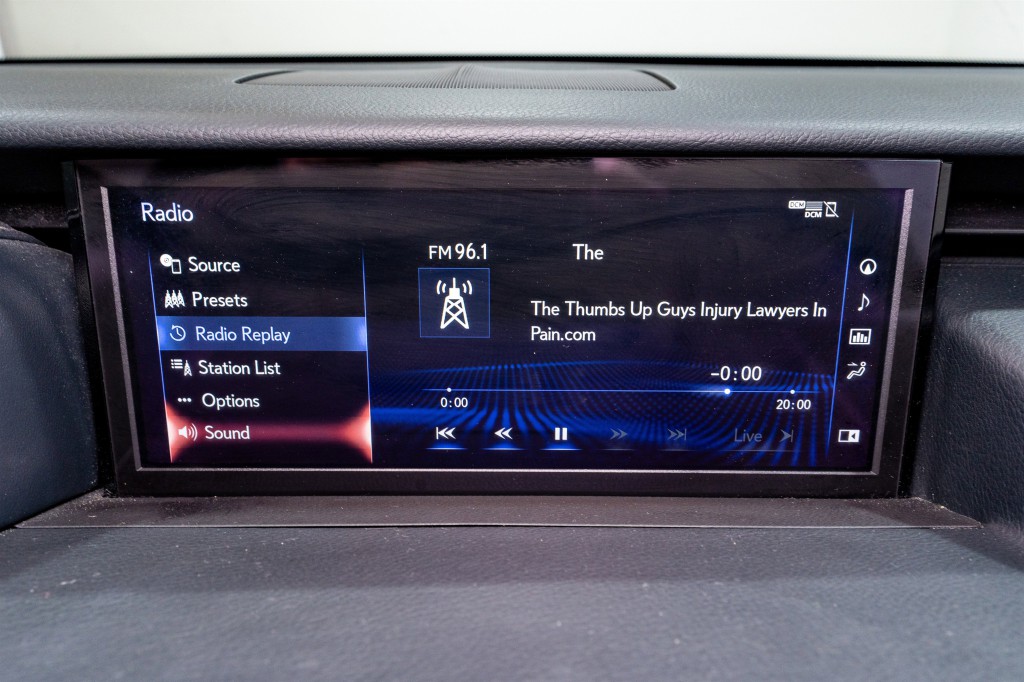 Radio
DCM
DCM
Source
Presets
Radio Replay
Station List
Options
Sound
FM 96.1
The
The Thumbs Up Guys Injury Lawyers In
Pain.com
-0:00
0:00
20:00
Live